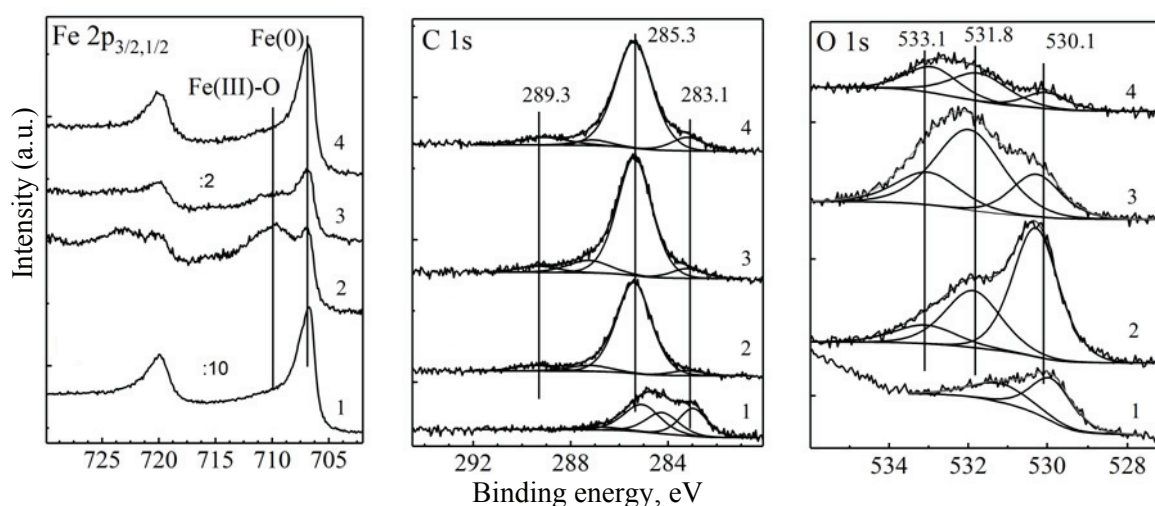 Fe 2p3/2,1/2
Fe(0)
Fe(III)-O
4
:2
3
2
:10
1
725 720 715 710 705
Intensity (a.u.)
C 1s
285.3
289.3
283.1
4
3
2
1
292 288 284
Binding energy, eV
O 1s
533.1 531.8 530.1
4
3
2
1
534 532 530 528